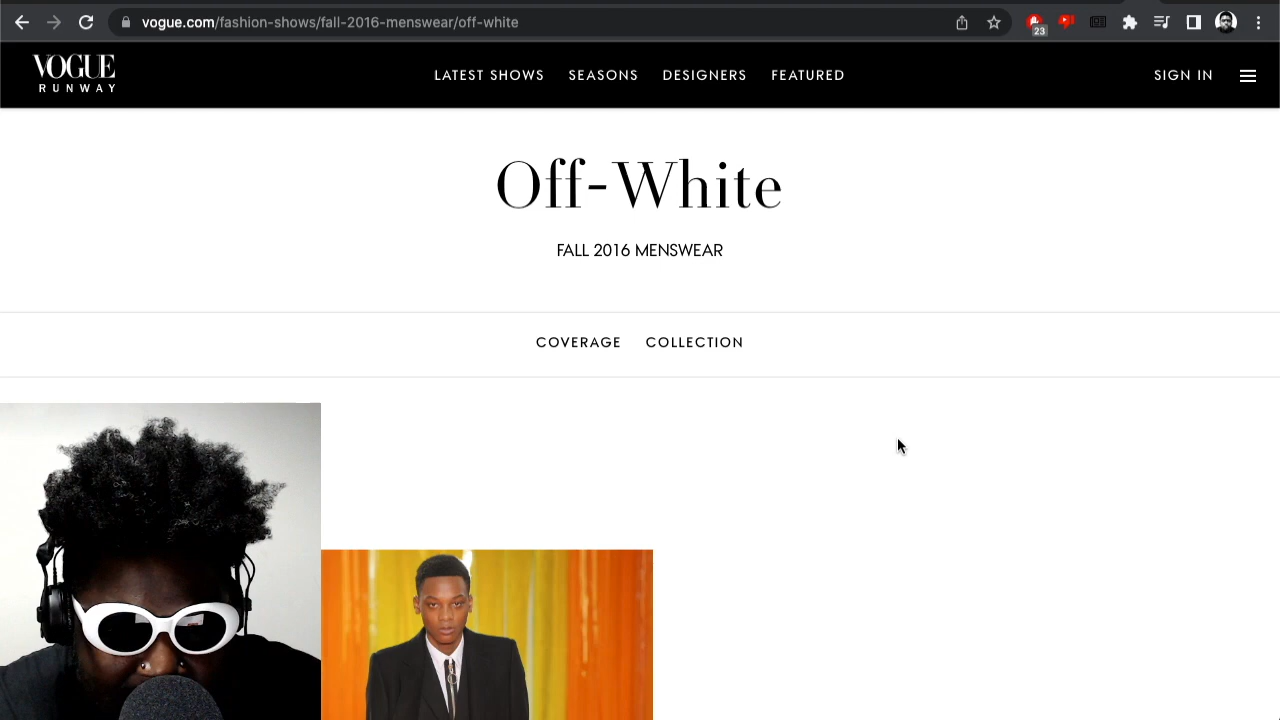 vogue.com/fashion-shows/fall-2016-menswear/off-white
23
VOGUE
RUNWAY
LATEST SHOWS SEASONS DESIGNERS FEATURED
SIGN IN
Off-White
FALL 2016 MENSWEAR
COVERAGE COLLECTION